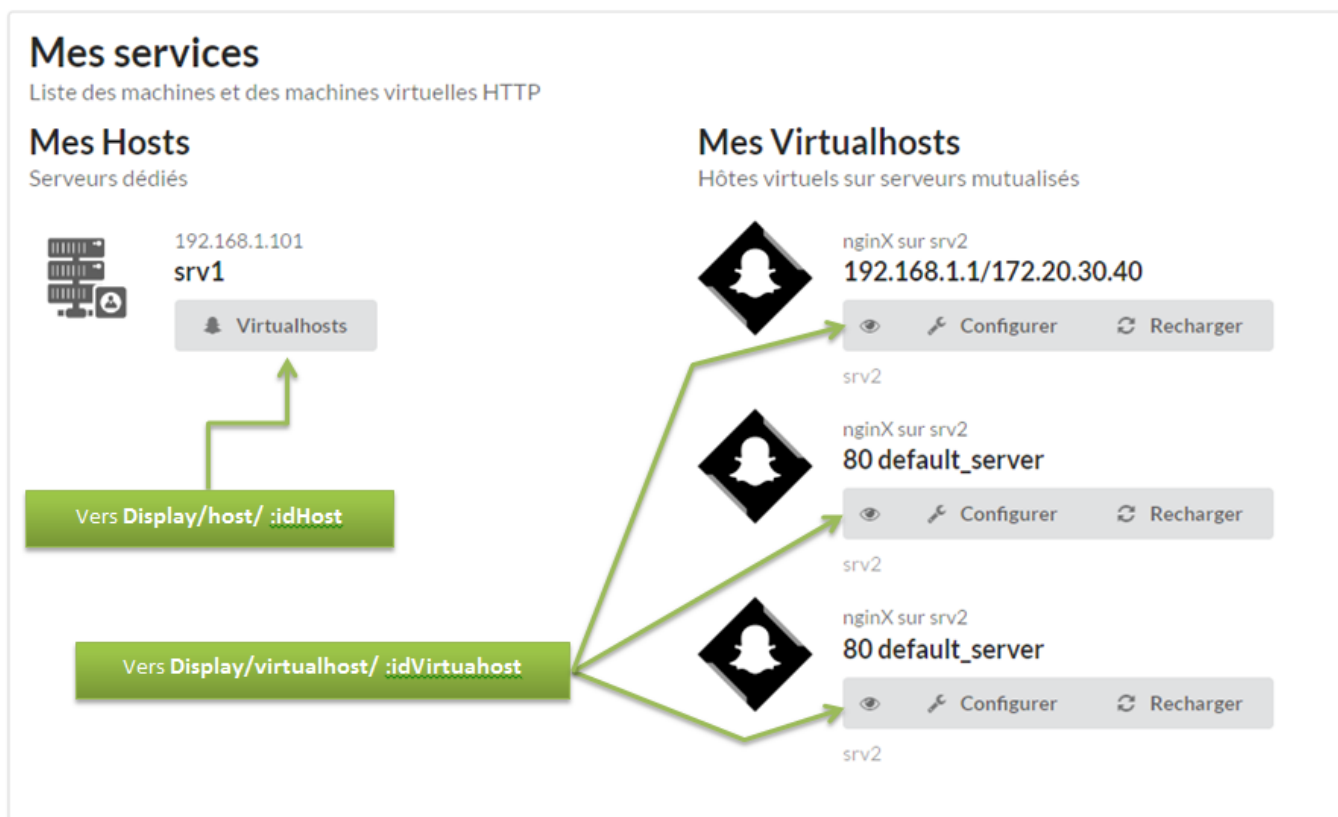 Mes services
Liste des machines et des machines virtuelles HTTP
Mes Hosts
Serveurs dédiés
192.168.1.101
srv1
Virtualhosts
Vers Display/host/ :idHost
Vers Display/virtualhost/ :idVirtuahost
Mes Virtualhosts
Hôtes virtuels sur serveurs mutualisés
nginX sur srv2
192.168.1.1/172.20.30.40
Configurer Recharger
srv2
nginX sur srv2
80 default_server
Configurer Recharger
srv2
nginX sur srv2
80 default_server
Configurer Recharger
srv2